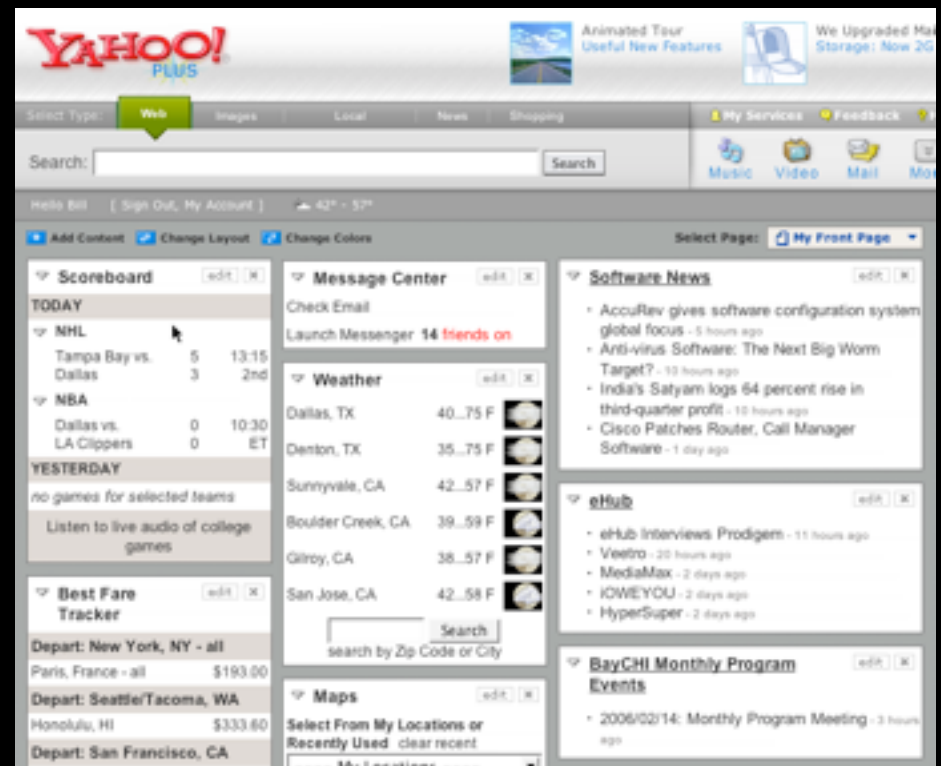 YAHOO!
PLUS
Animated Tour
Useful New Features
We Upgraded Mai
Storage: Now 2G
Select Type:
Web
Images
Local
News
Shopping
My Services
Feedback
Search:
Search
Music
Video
Mail
Mo
Hello Bill [ Sign Out, My Account ] 42° - 57°
Add Content
Change Layout
Change Colors
Select Page: My Front Page
Scoreboard edit
TODAY
NHL
Tampa Bay vs. 5 13:15
Dallas 3 2nd
NBA
Dallas vs. 0 10:30
LA Clippers 0 ET
YESTERDAY
no games for selected teams
Listen to live audio of college
games
Best Fare edit
Tracker
Depart: New York, NY - all
Paris, France - all $193.00
Depart: Seattle/Tacoma, WA
Honolulu, HI $333.60
Depart: San Francisco, CA
Message Center edit
Check Email
Launch Messenger 14 friends on
Weather edit
Dallas, TX 40...75 F
Denton, TX 35...75 F
Sunnyvale, CA 42...57 F
Boulder Creek, CA 39...59 F
Gilroy, CA 38...57 F
San Jose, CA 42...58 F
Search
search by Zip Code or City
Maps edit
Select From My Locations or
Recently Used clear recent
My Locations
Software News edit
AccuRev gives software configuration system
global focus - 5 hours ago
Anti-virus Software: The Next Big Worm
Target? - 10 hours ago
India's Satyam logs 64 percent rise in
third-quarter profit - 10 hours ago
Cisco Patches Router, Call Manager
Software - 1 day ago
eHub edit
eHub Interviews Prodigem - 11 hours ago
Veetro - 20 hours ago
MediaMax - 2 days ago
iOWEYOU - 2 days ago
HyperSuper - 2 days ago
BayCHI Monthly Program edit
Events
2006/02/14: Monthly Program Meeting - 3 hours
ago